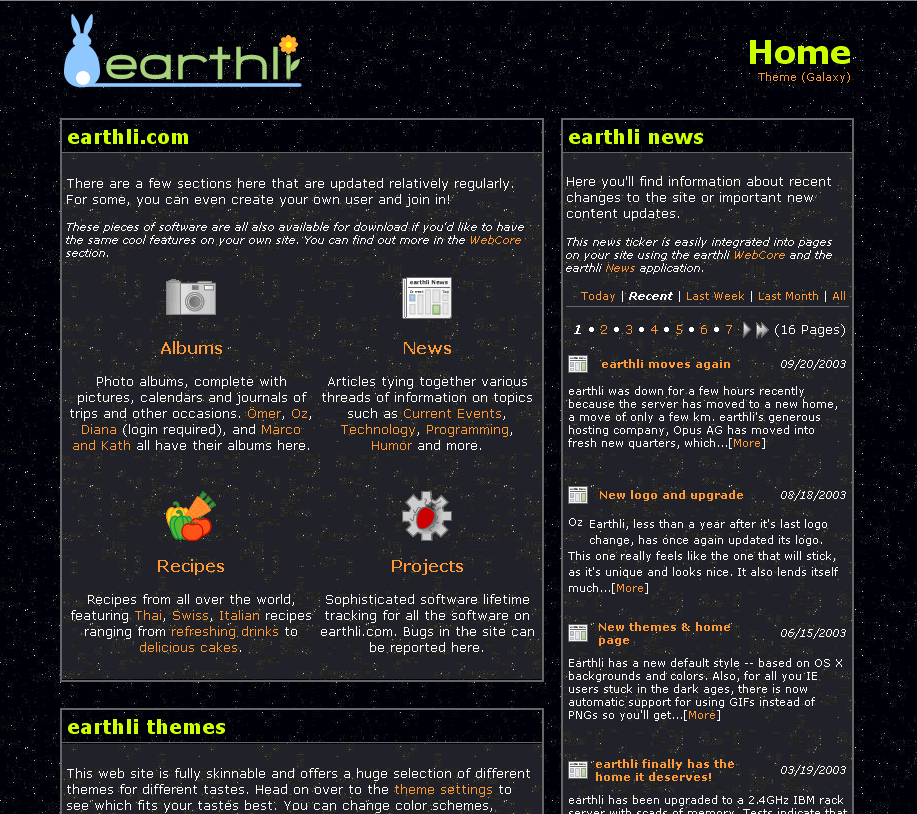 earthli
Home
Theme (Galaxy)
earthli.com
There are a few sections here that are updated relatively regularly.
For some, you can even create your own user and join in!
These pieces of software are all also available for download if you'd like to have
the same cool features on your own site. You can find out more in the WebCore
section.
Albums
Photo albums, complete with
pictures, calendars and journals of
trips and other occasions. Ömer, Oz,
Diana (login required), and Marco
and Kath all have their albums here.
earthli News
News
Articles tying together various
threads of information on topics
such as Current Events,
Technology, Programming,
Humor and more.
Recipes
Recipes from all over the world,
featuring Thai, Swiss, Italian recipes
ranging from refreshing drinks to
delicious cakes.
Projects
Sophisticated software lifetime
tracking for all the software on
earthli.com. Bugs in the site can
be reported here.
earthli themes
This web site is fully skinnable and offers a huge selection of different
themes for different tastes. Head on over to the theme settings to
see which fits your tastes best. You can change color schemes,
earthli news
Here you'll find information about recent
changes to the site or important new
content updates.
This news ticker is easily integrated into pages
on your site using the earthli WebCore and the
earthli News application.
Today | Recent | Last Week | Last Month | All
1 • 2 • 3 • 4 • 5 • 6 • 7 (16 Pages)
earthli moves again 09/20/2003
earthli was down for a few hours recently
because the server has moved to a new home,
a move of only a few km. earthli's generous
hosting company, Opus AG has moved into
fresh new quarters, which...[More]
New logo and upgrade 08/18/2003
Oz Earthli, less than a year after it's last logo
change, has once again updated its logo.
This one really feels like the one that will stick,
as it's unique and looks nice. It also lends itself
much...[More]
New themes & home
page 06/15/2003
Earthli has a new default style -- based on OS X
backgrounds and colors. Also, for all you IE
users stuck in the dark ages, there is now
automatic support for using GIFs instead of
PNGs so you'll get...[More]
earthli finally has the
home it deserves! 03/19/2003
earthli has been upgraded to a 2.4GHz IBM rack
server with scads of memory. Tests indicate that